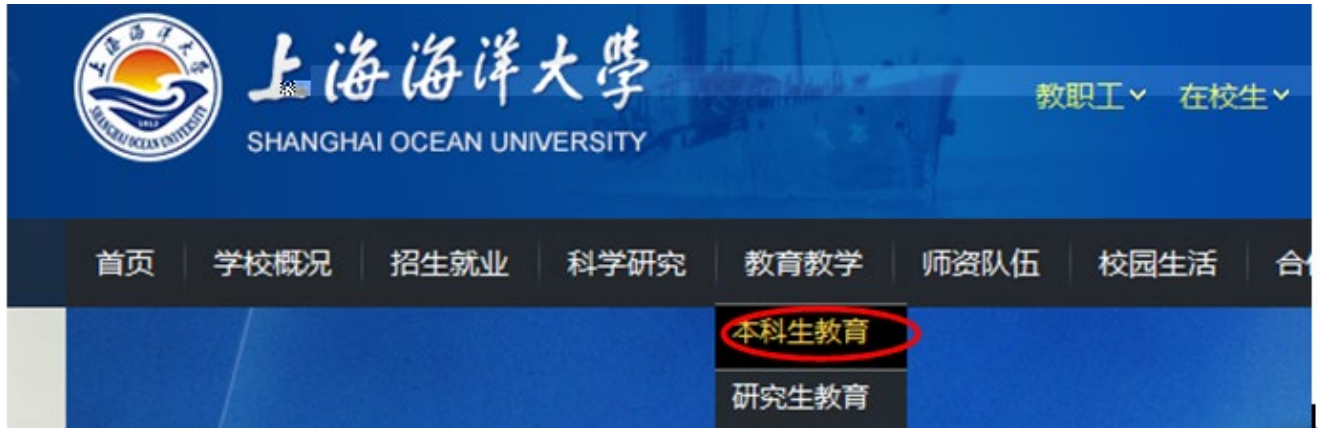 上海海洋大學
SHANGHAI OCEAN UNIVERSITY
教职工 在校生
首页 学校概况 招生就业 科学研究 教育教学 师资队伍 校园生活 合
本科生教育
研究生教育